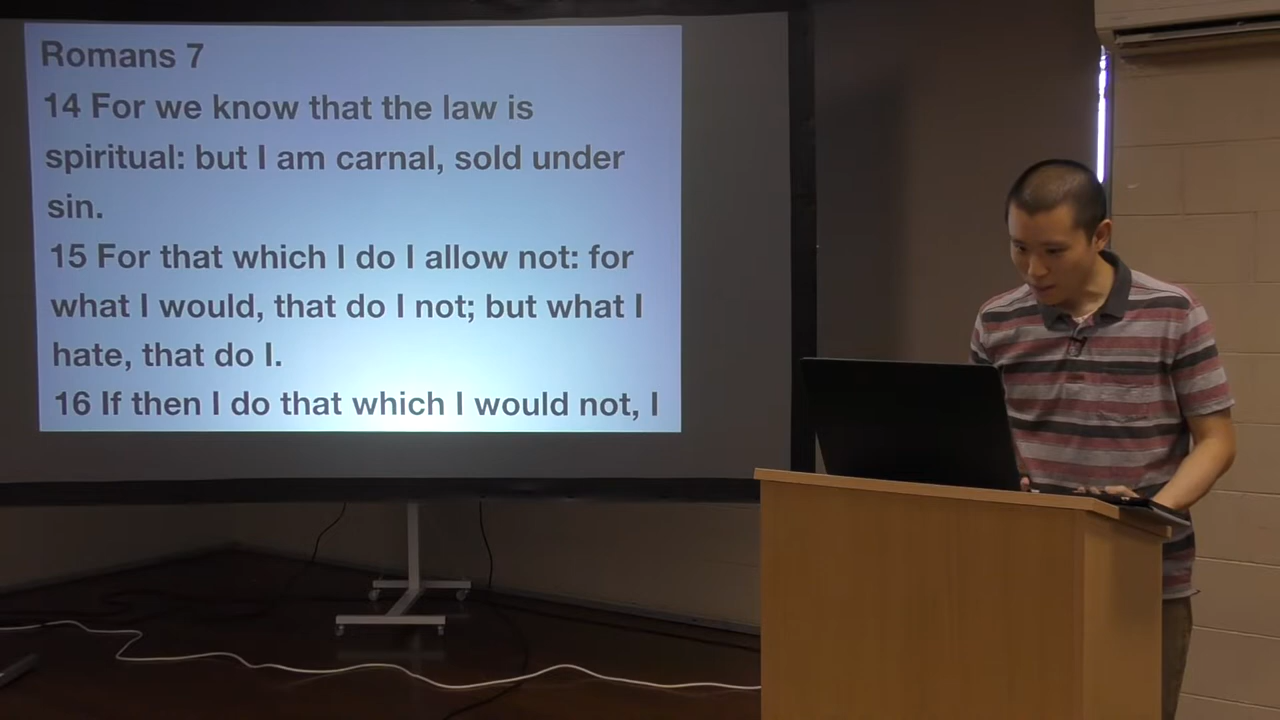 Romans 7
14 For we know that the law is
spiritual: but I am carnal, sold under
sin.
15 For that which I do I allow not: for
what I would, that do I not; but what I
hate, that do I.
16 If then I do that which I would not, I